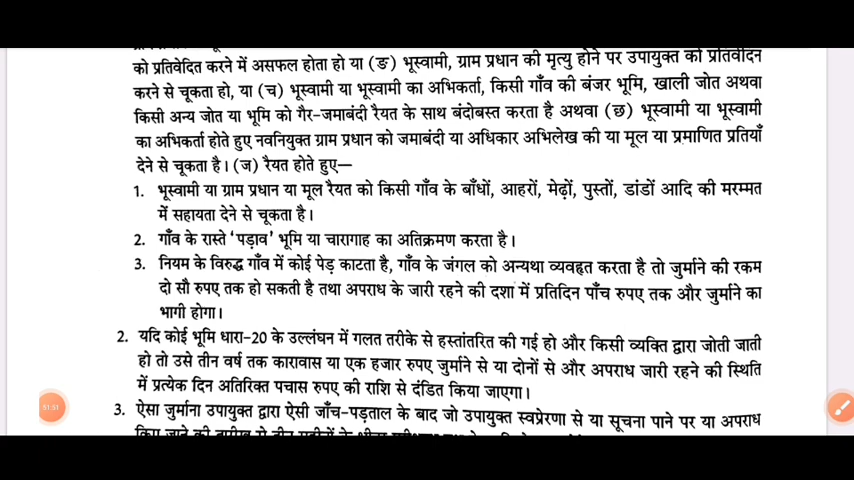 को प्रतिवेदित करने में असफल होता हो या (ङ) भूस्वामी, ग्राम प्रधान की मृत्यु होने पर उपायुक्त को प्रतिवेदन
करने से चूकता हो, या (च) भूस्वामी या भूस्वामी का अभिकर्ता, किसी गाँव की बंजर भूमि, खाली जोत अथवा
किसी अन्य जोत या भूमि को गैर-जमाबंदी रैयत के साथ बंदोबस्त करता है अथवा (छ) भूस्वामी या भूस्वामी
का अभिकर्ता होते हुए नवनियुक्त ग्राम प्रधान को जमाबंदी या अधिकार अभिलेख की या मूल या प्रमाणित प्रतियाँ
देने से चूकता है। (ज) रैयत होते हुए—
1. भूस्वामी या ग्राम प्रधान या मूल रैयत को किसी गाँव के बाँधों, आहरों, मेढ़ों, पुस्तों, डांडों आदि की मरम्मत
में सहायता देने से चूकता है।
2. गाँव के रास्ते 'पड़ाव' भूमि या चारागाह का अतिक्रमण करता है।
3. नियम के विरुद्ध गाँव में कोई पेड़ काटता है, गाँव के जंगल को अन्यथा व्यवहृत करता है तो जुर्माने की रकम
दो सौ रुपए तक हो सकती है तथा अपराध के जारी रहने की दशा में प्रतिदिन पाँच रुपए तक और जुर्माने का
भागी होगा।
2. यदि कोई भूमि धारा-20 के उल्लंघन में गलत तरीके से हस्तांतरित की गई हो और किसी व्यक्ति द्वारा जोती जाती
हो तो उसे तीन वर्ष तक कारावास या एक हजार रुपए जुर्माने से या दोनों से और अपराध जारी रहने की स्थिति
में प्रत्येक दिन अतिरिक्त पचास रुपए की राशि से दंडित किया जाएगा।
3. ऐसा जुर्माना उपायुक्त द्वारा ऐसी जाँच-पड़ताल के बाद जो उपायुक्त स्वप्रेरणा से या सूचना पाने पर या अपराध
किए जाने की तारीख से तीन महीनों के भीतर
51:51